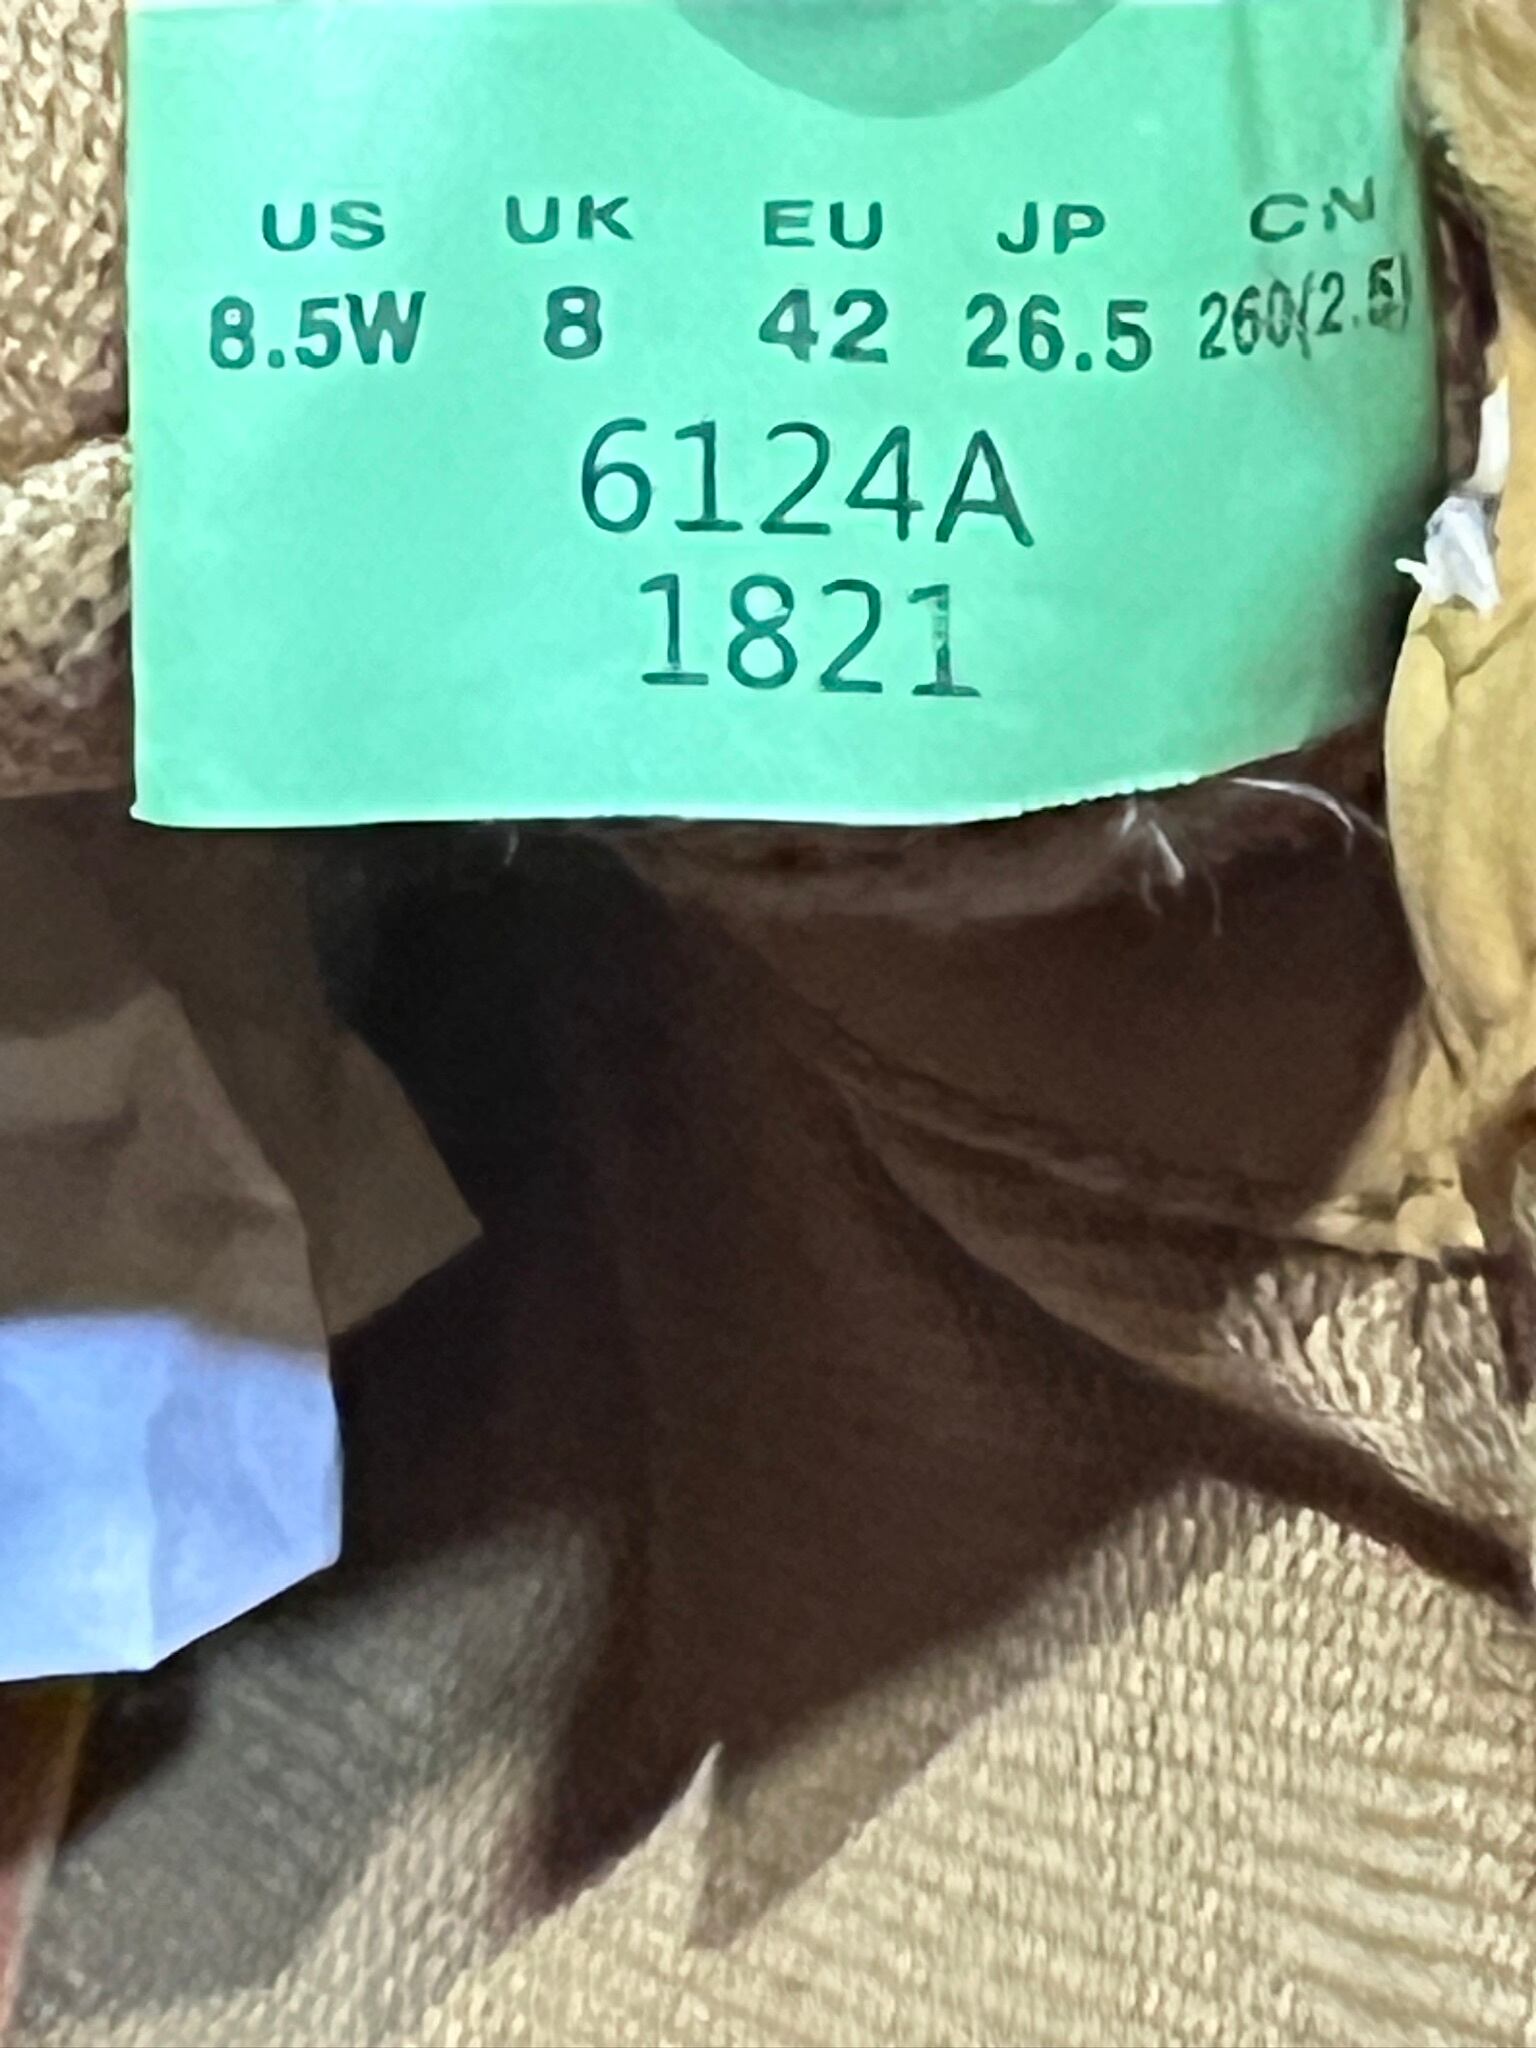 US UK EU JP CN
8.5W 8 42 26.5 260(2.5)
6124A
1821